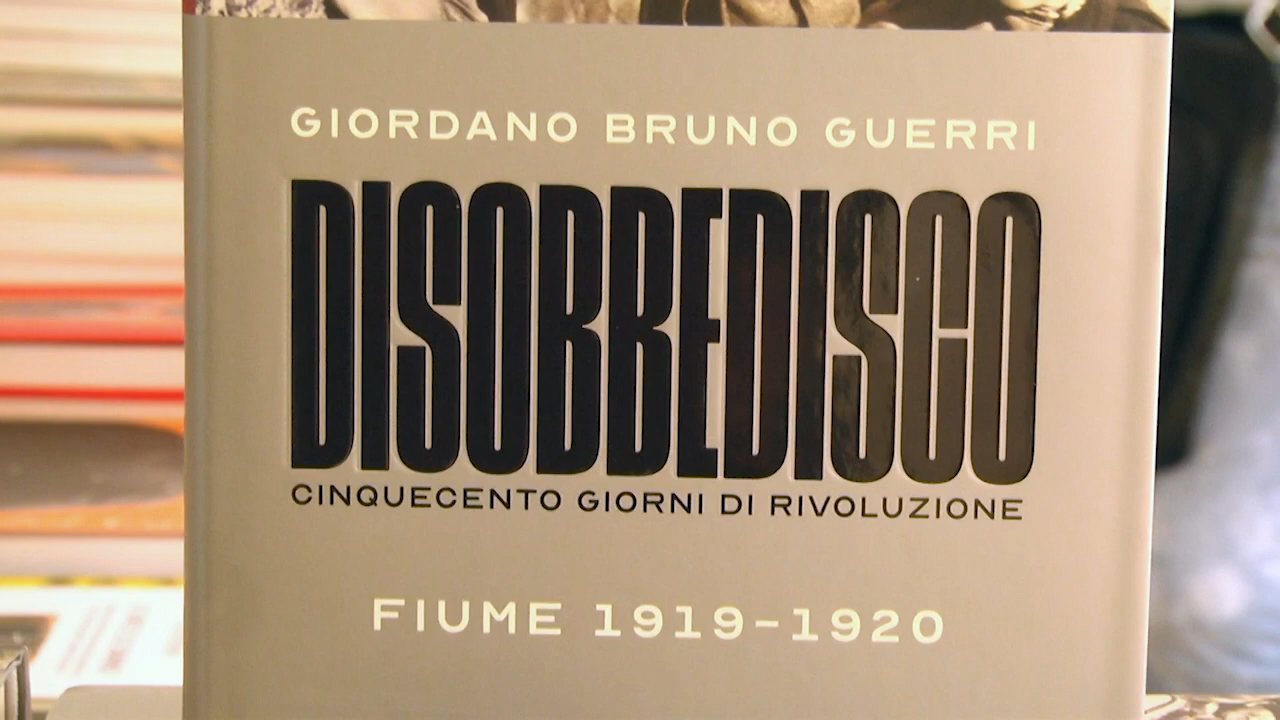 GIORDANO BRUNO GUERRI
DISOBBEDISCO
CINQUECENTO GIORNI DI RIVOLUZIONE
FIUME 1919-1920